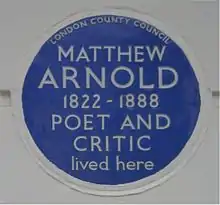 LONDON COUNTY COUNCIL
MATTHEW
ARNOLD
1822-1888
POET AND
CRITIC
lived here